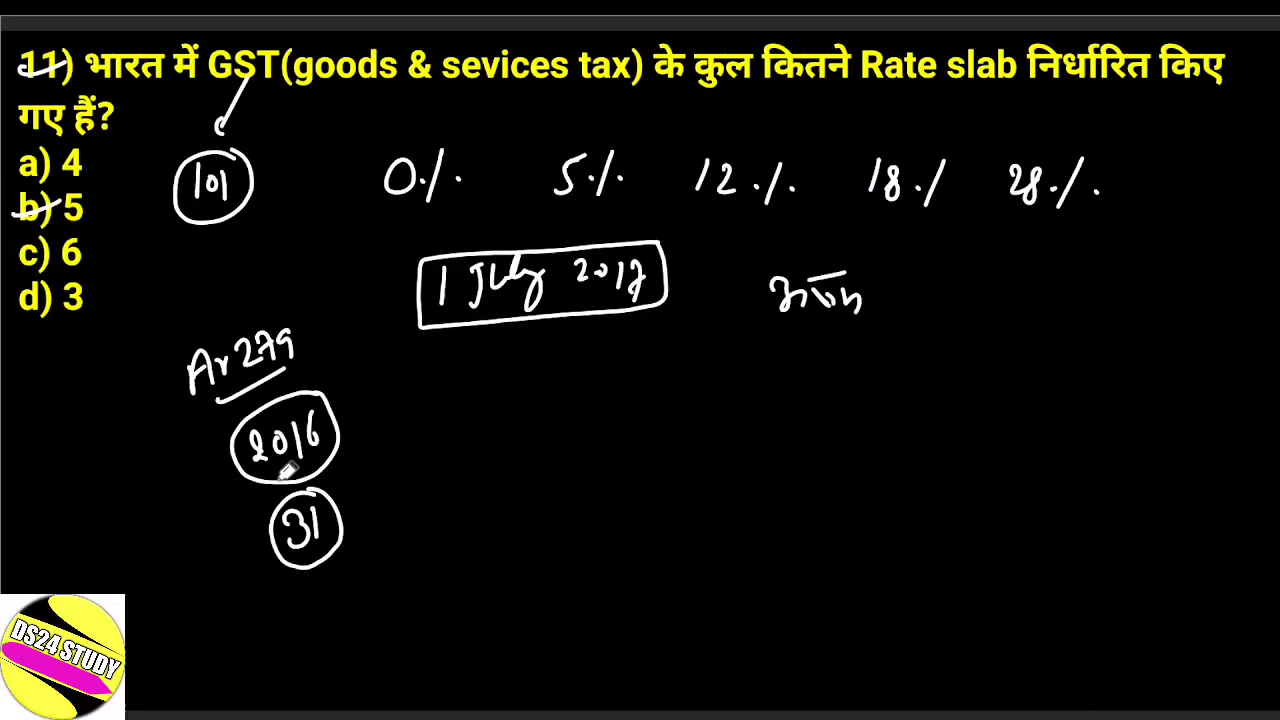 11) भारत में GST(goods & sevices tax) के कुल कितने Rate slab निर्धारित किए
गए हैं?
a) 4
b) 5
c) 6
d) 3
101 0% 5% 12% 18% 28%
1 July 2017
Ar 279
2016
31
DS24 STUDY